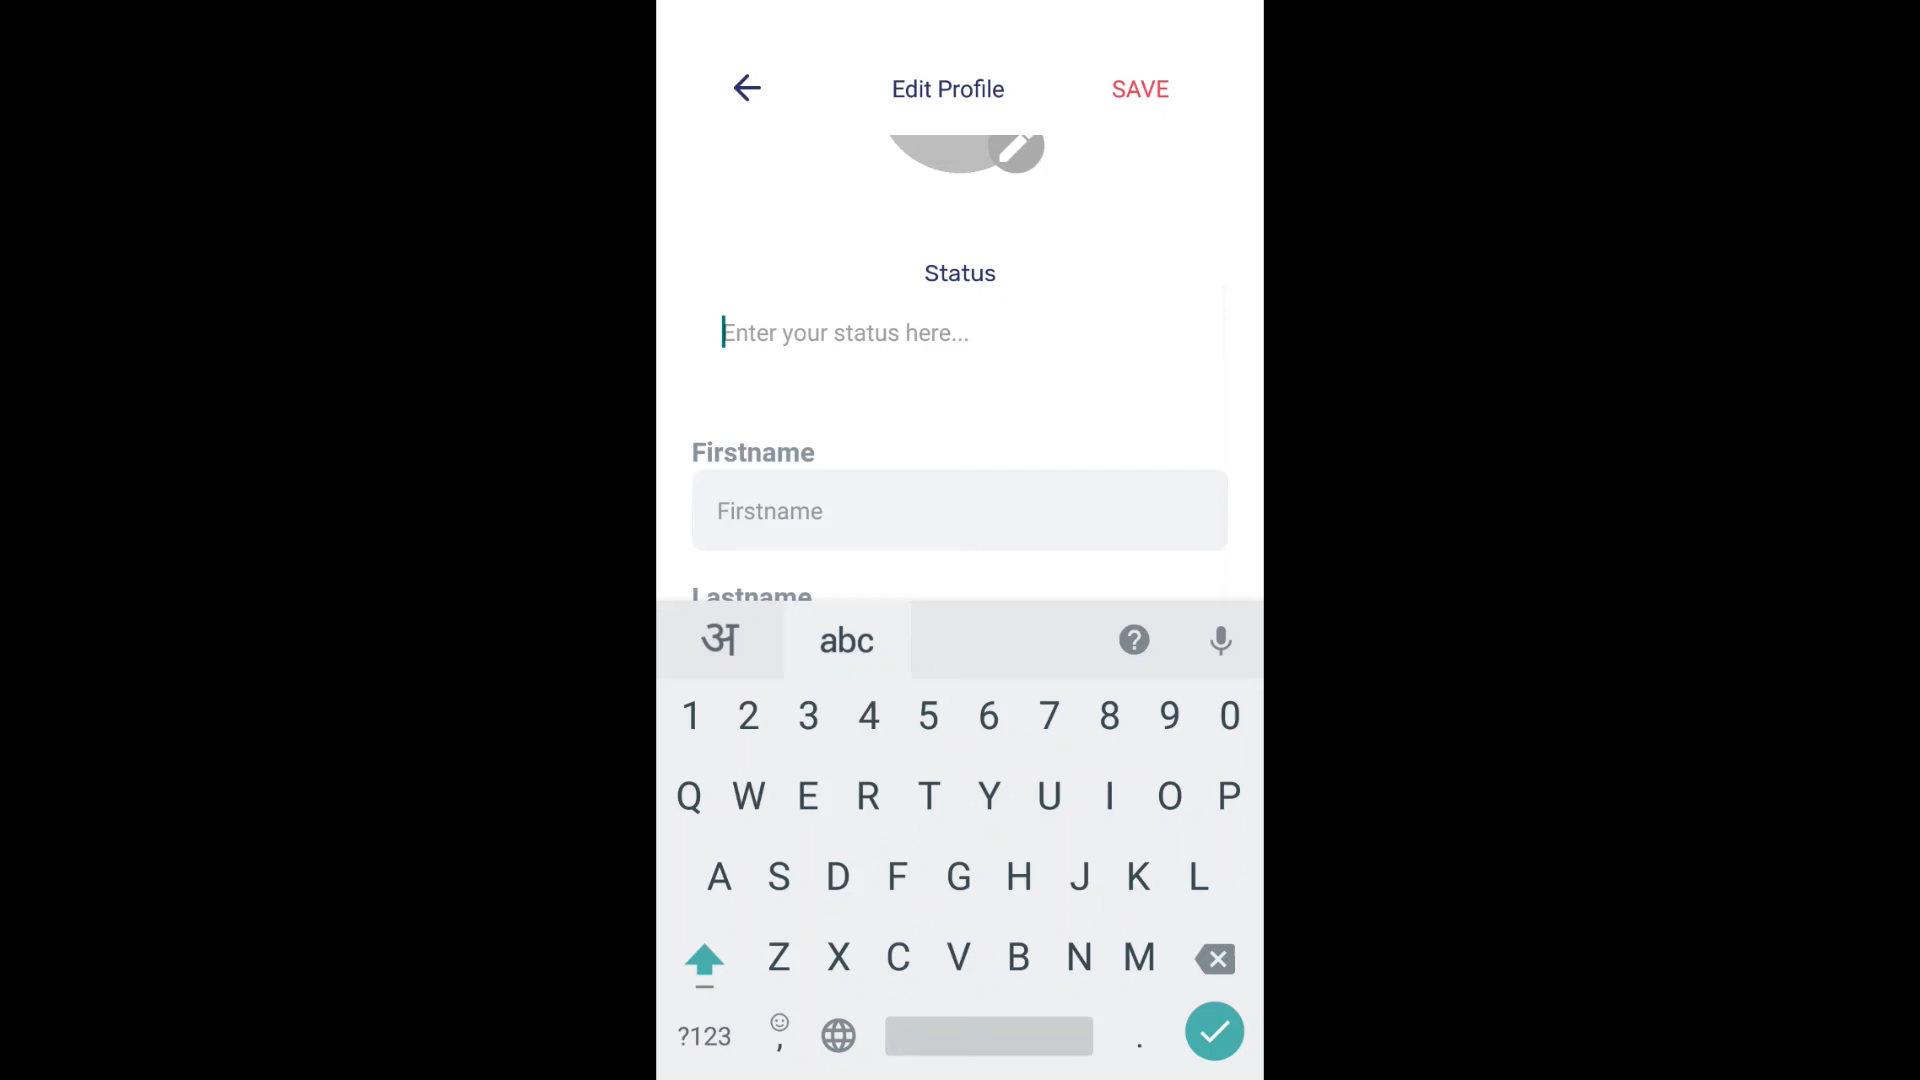 Edit Profile SAVE
Status
Enter your status here...
Firstname
Firstname
Lastname
अ abc
1 2 3 4 5 6 7 8 9 0
Q W E R T Y U I O P
A S D F G H J K L
Z X C V B N M
?123 , .